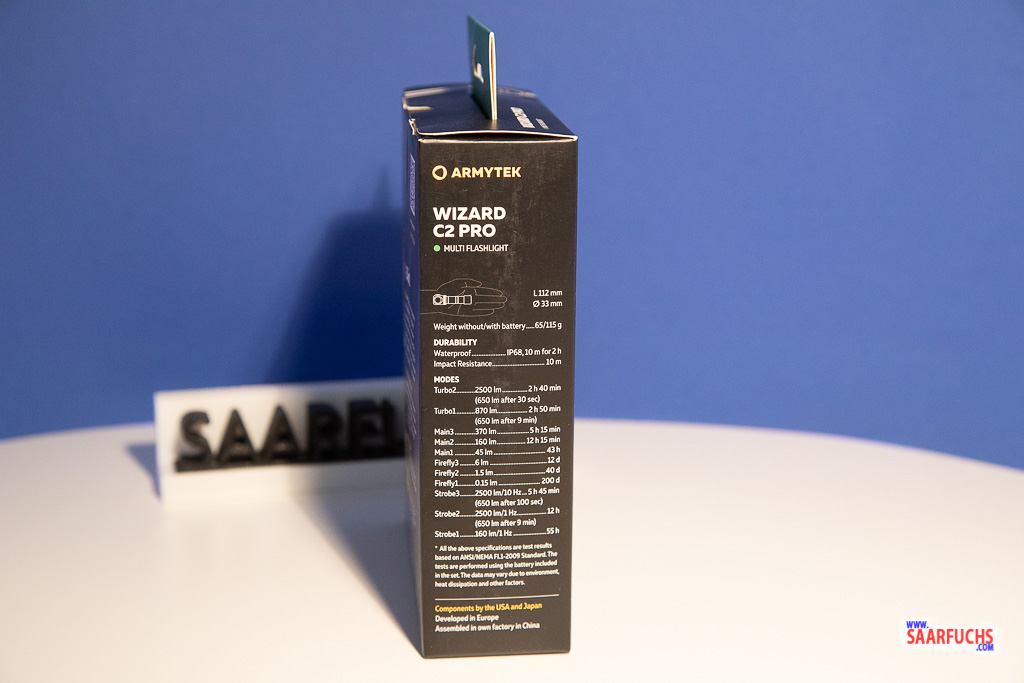 ARMYTEK
WIZARD
C2 PRO
MULTI FLASHLIGHT
L 112 mm
Ø 33 mm
Weight without/with battery.....65/115 g
DURABILITY
Waterproof..................IP68, 10 m for 2 h
Impact Resistance...........................10 m
MODES
Turbo2.........2500 lm..............2 h 40 min
(650 lm after 30 sec)
Turbo1.........870 lm................2 h 50 min
(650 lm after 9 min)
Main3..........370 lm.................5 h 15 min
Main2..........160 lm...............12 h 15 min
Main1..........45 lm.............................43 h
Firefly3........6 lm................................12 d
Firefly2........1.5 lm............................40 d
Firefly1........0.15 lm........................200 d
Strobe3.......2500 lm/10 Hz...5 h 45 min
(650 lm after 100 sec)
Strobe2.......2500 lm/1 Hz...............12 h
(650 lm after 9 min)
Strobe1.......160 lm/1 Hz.................55 h
* All the above specifications are test results
based on ANSI/NEMA FL1-2009 Standard. The
tests are performed using the battery included
in the set. The data may vary due to environment,
heat dissipation and other factors.
Components by the USA and Japan
Developed in Europe
Assembled in own factory in China
SAARFU
WWW.
SAARFUCHS
.COM